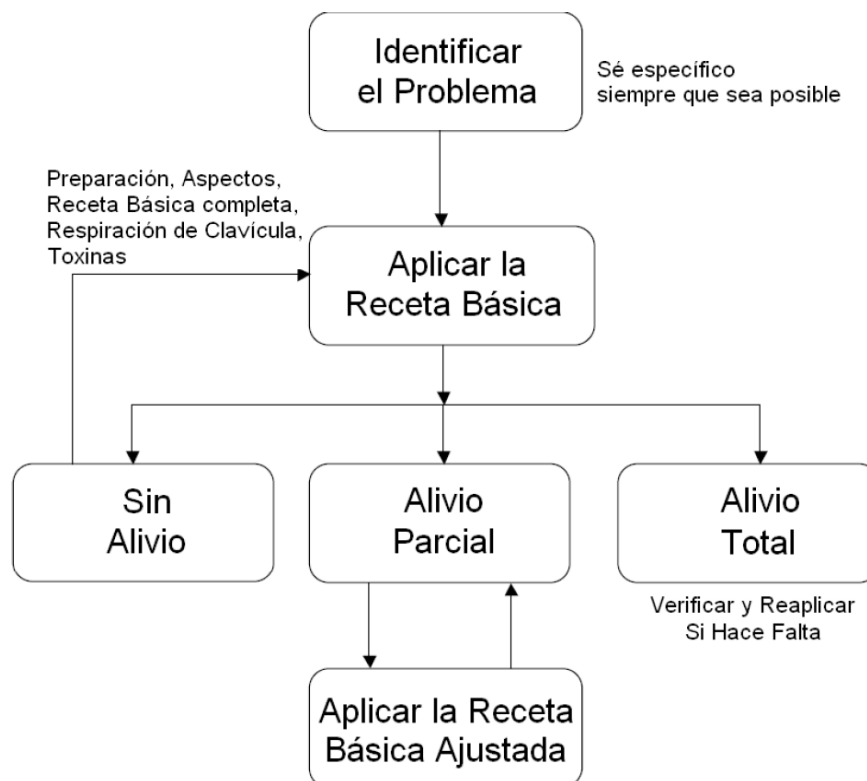 Identificar
el Problema
Sé específico
siempre que sea posible
Preparación, Aspectos,
Receta Básica completa,
Respiración de Clavícula,
Toxinas
Aplicar la
Receta Básica
Sin
Alivio
Alivio
Parcial
Alivio
Total
Verificar y Reaplicar
Si Hace Falta
Aplicar la Receta
Básica Ajustada